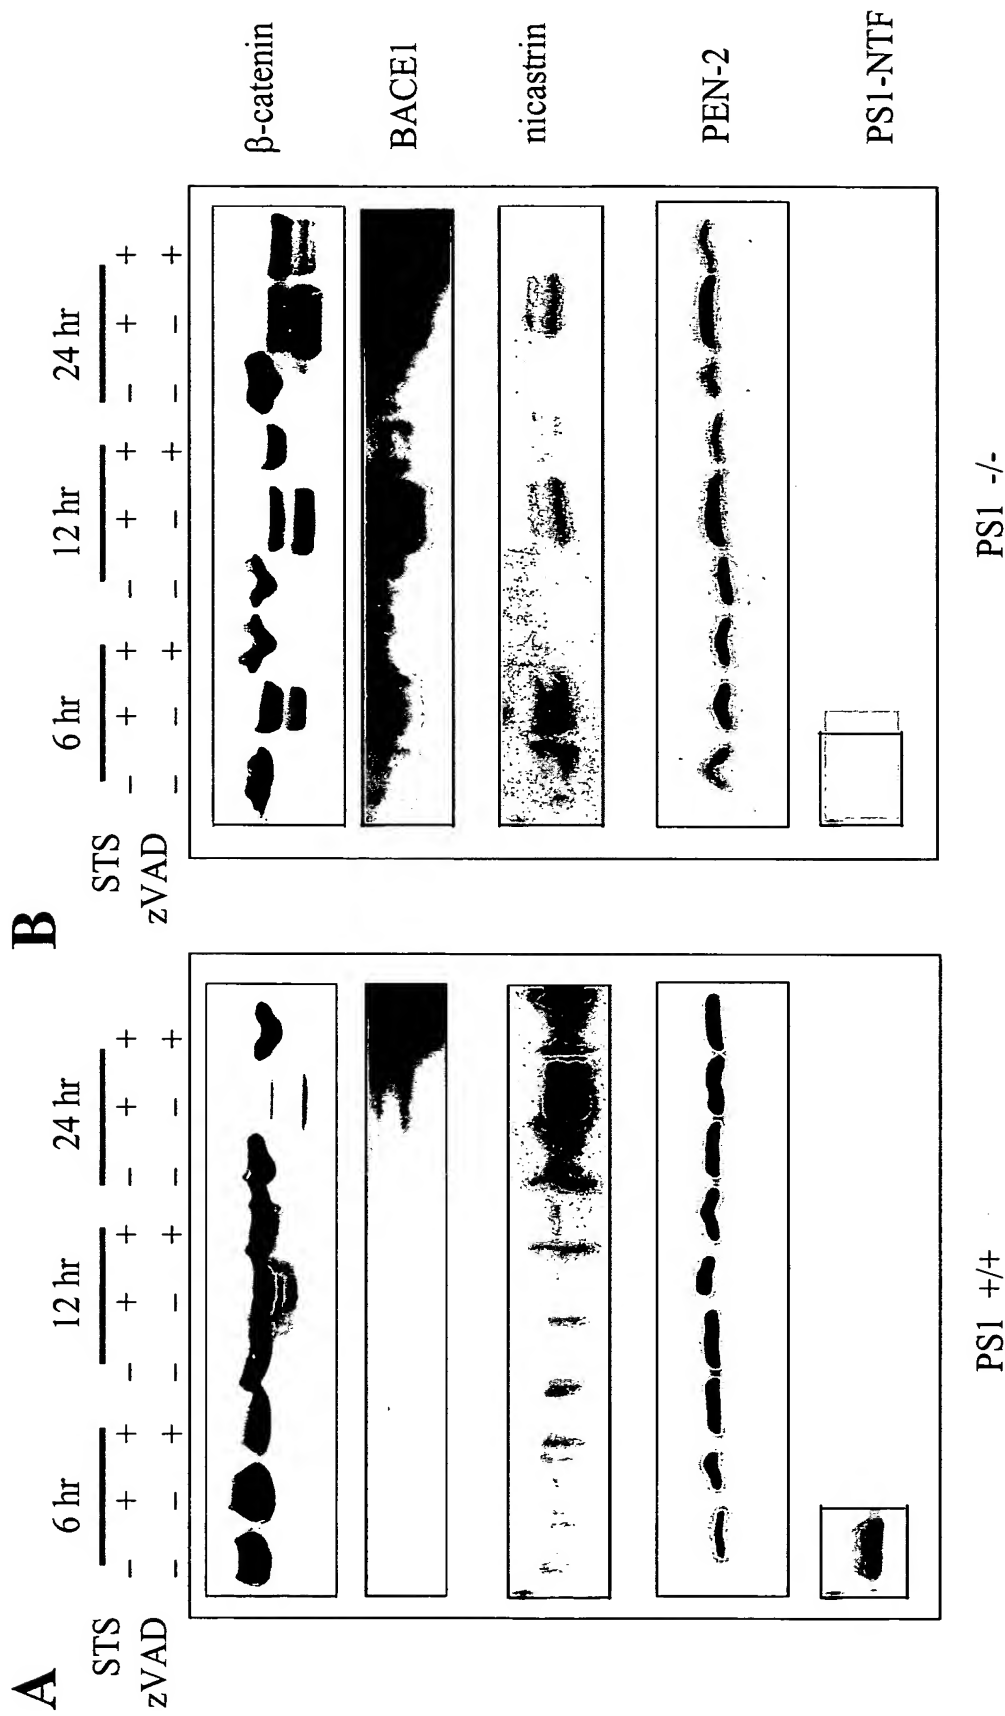 A
6 hr 12 hr 24 hr
STS − + + − + + − + +
zVAD − − + − − + − − +
PS1 +/+
B
6 hr 12 hr 24 hr
STS − + + − + + − + +
zVAD − − + − − + − − +
β-catenin
BACE1
nicastrin
PEN-2
PS1-NTF
PS1 -/-